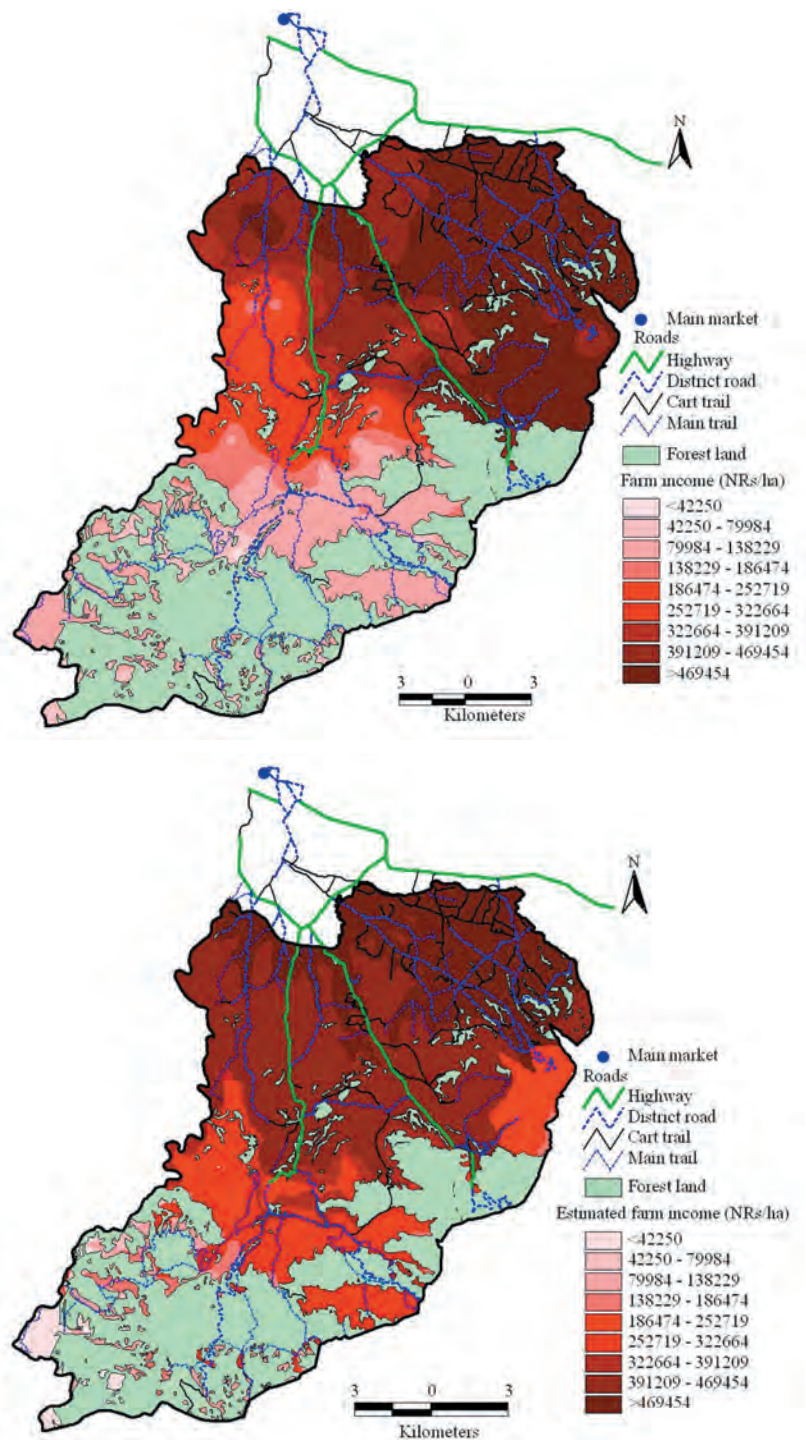 N
Main market
Roads
Highway
District road
Cart trail
Main trail
Forest land
Farm income (NRs/ha)
<42250
42250 - 79984
79984 - 138229
138229 - 186474
186474 - 252719
252719 - 322664
322664 - 391209
391209 - 469454
>469454
3 0 3
Kilometers
N
Main market
Roads
Highway
District road
Cart trail
Main trail
Forest land
Estimated farm income (NRs/ha)
<42250
42250 - 79984
79984 - 138229
138229 - 186474
186474 - 252719
252719 - 322664
322664 - 391209
391209 - 469454
>469454
3 0 3
Kilometers